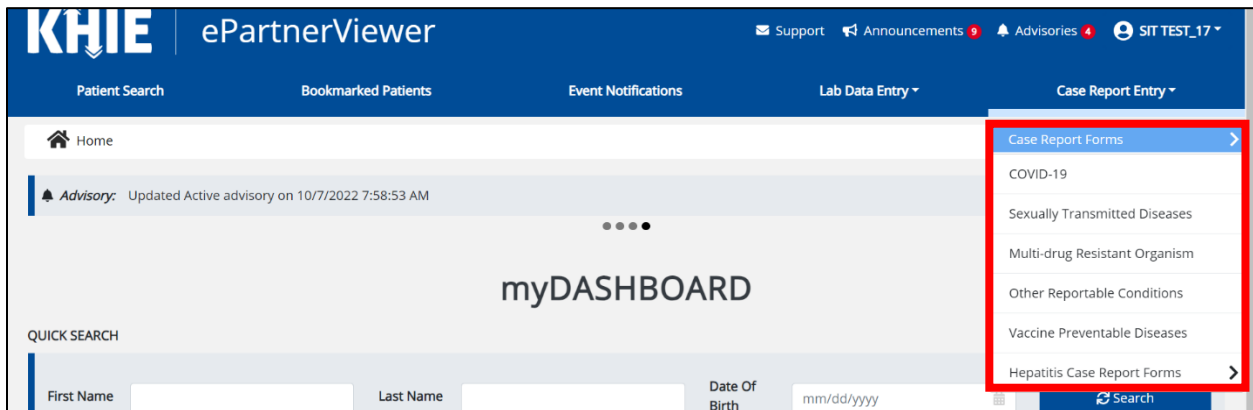 KHIE ePartnerViewer Support Announcements 9 Advisories 4 SIT TEST_17
Patient Search Bookmarked Patients Event Notifications Lab Data Entry Case Report Entry
Home
Case Report Forms
COVID-19
Advisory: Updated Active advisory on 10/7/2022 7:58:53 AM
Sexually Transmitted Diseases
Multi-drug Resistant Organism
myDASHBOARD
Other Reportable Conditions
QUICK SEARCH
Vaccine Preventable Diseases
Hepatitis Case Report Forms
First Name Last Name Date Of
Birth mm/dd/yyyy Search